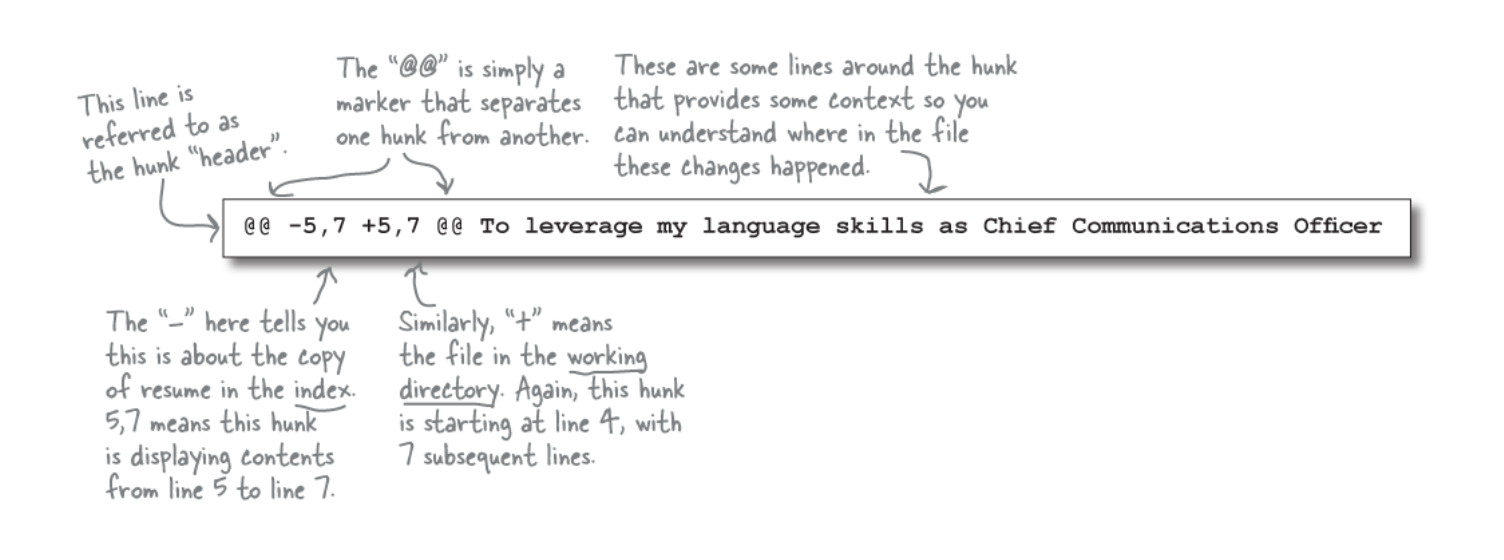 This line is
referred to as
the hunk “header”.
The “@@” is simply a
marker that separates
one hunk from another.
These are some lines around the hunk
that provides some context so you
can understand where in the file
these changes happened.
@@ -5,7 +5,7 @@ To leverage my language skills as Chief Communications Officer
The “-” here tells you
this is about the copy
of resume in the index.
5,7 means this hunk
is displaying contents
from line 5 to line 7.
Similarly, “+” means
the file in the working
directory. Again, this hunk
is starting at line 4, with
7 subsequent lines.